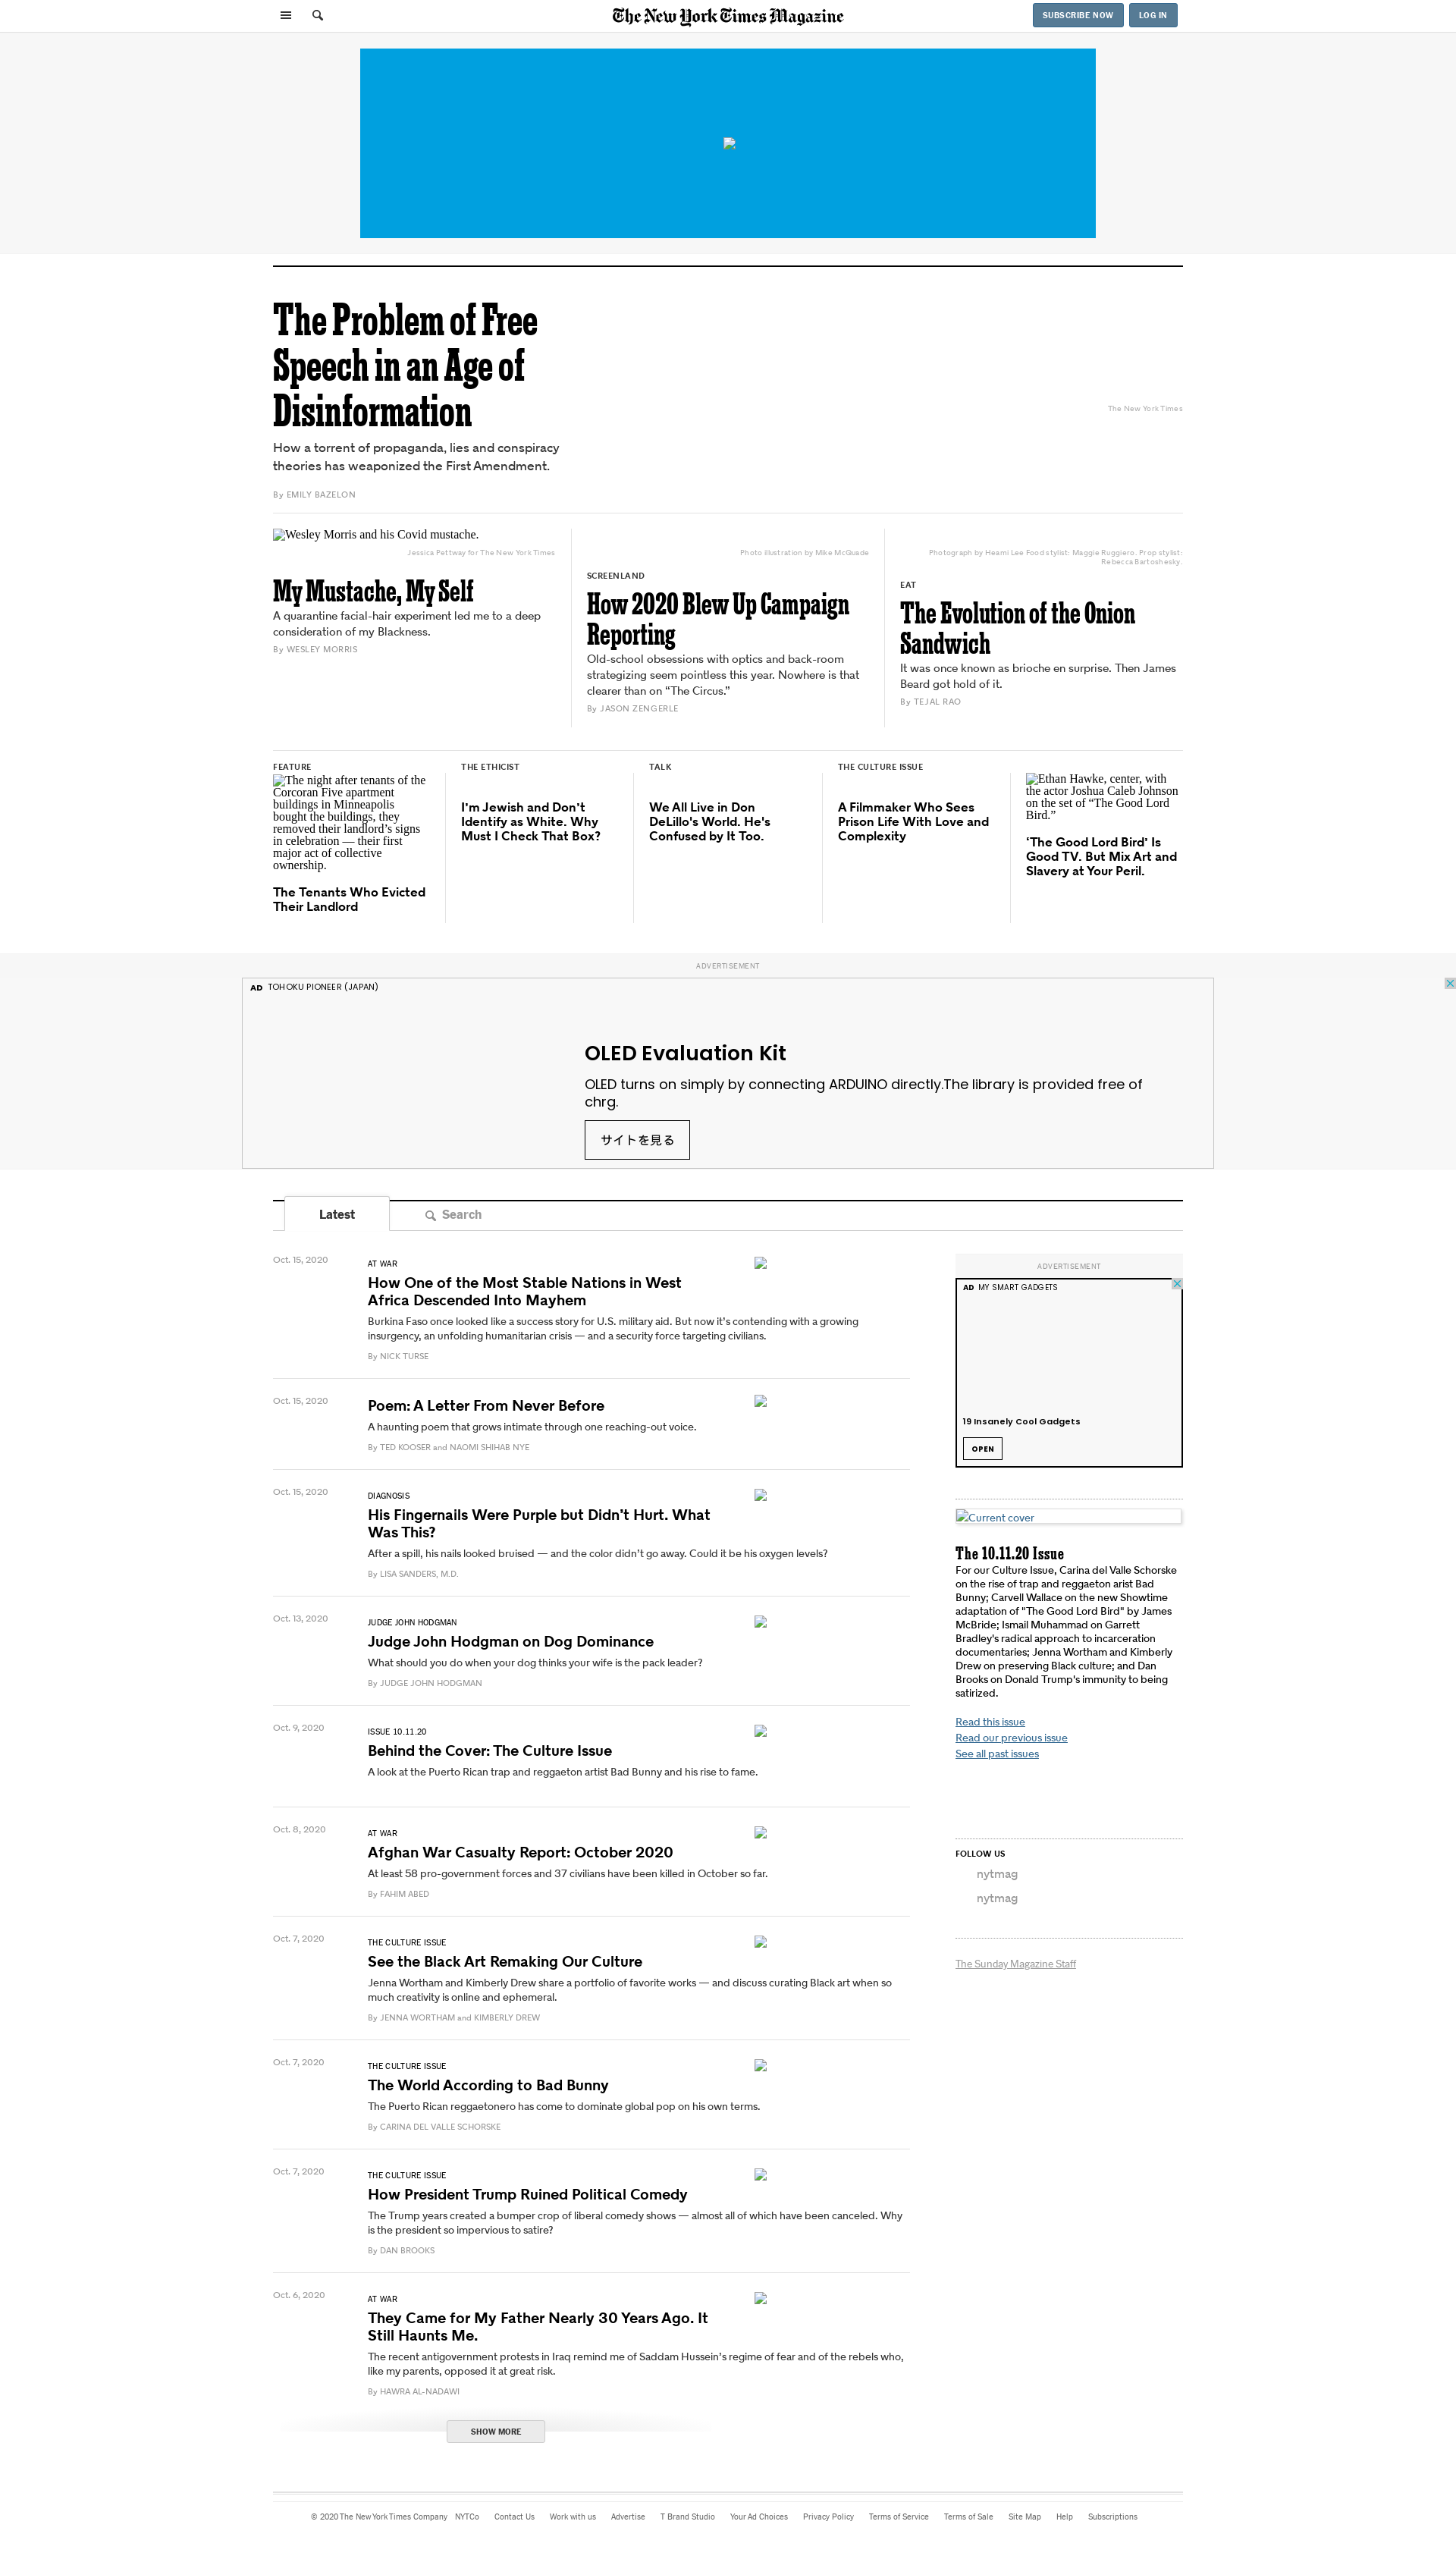 The New York Times Magazine
SUBSCRIBE NOW
LOG IN
The Problem of Free
Speech in an Age of
Disinformation
How a torrent of propaganda, lies and conspiracy
theories has weaponized the First Amendment.
By EMILY BAZELON
The New York Times
Wesley Morris and his Covid mustache.
Jessica Pettway for The New York Times
My Mustache, My Self
A quarantine facial-hair experiment led me to a deep
consideration of my Blackness.
By WESLEY MORRIS
Photo illustration by Mike McQuade
SCREENLAND
How 2020 Blew Up Campaign
Reporting
Old-school obsessions with optics and back-room
strategizing seem pointless this year. Nowhere is that
clearer than on “The Circus.”
By JASON ZENGERLE
Photograph by Heami Lee Food stylist: Maggie Ruggiero. Prop stylist:
Rebecca Bartoshesky.
EAT
The Evolution of the Onion
Sandwich
It was once known as brioche en surprise. Then James
Beard got hold of it.
By TEJAL RAO
FEATURE
The night after tenants of the
Corcoran Five apartment
buildings in Minneapolis
bought the buildings, they
removed their landlord’s signs
in celebration — their first
major act of collective
ownership.
The Tenants Who Evicted
Their Landlord
THE ETHICIST
I’m Jewish and Don’t
Identify as White. Why
Must I Check That Box?
TALK
We All Live in Don
DeLillo's World. He's
Confused by It Too.
THE CULTURE ISSUE
A Filmmaker Who Sees
Prison Life With Love and
Complexity
Ethan Hawke, center, with
the actor Joshua Caleb Johnson
on the set of “The Good Lord
Bird.”
‘The Good Lord Bird’ Is
Good TV. But Mix Art and
Slavery at Your Peril.
ADVERTISEMENT
AD TOHOKU PIONEER (JAPAN)
OLED Evaluation Kit
OLED turns on simply by connecting ARDUINO directly.The library is provided free of
chrg.
サイトを見る
Latest
Search
Oct. 15, 2020
AT WAR
How One of the Most Stable Nations in West
Africa Descended Into Mayhem
Burkina Faso once looked like a success story for U.S. military aid. But now it’s contending with a growing
insurgency, an unfolding humanitarian crisis — and a security force targeting civilians.
By NICK TURSE
Oct. 15, 2020
Poem: A Letter From Never Before
A haunting poem that grows intimate through one reaching-out voice.
By TED KOOSER and NAOMI SHIHAB NYE
Oct. 15, 2020
DIAGNOSIS
His Fingernails Were Purple but Didn’t Hurt. What
Was This?
After a spill, his nails looked bruised — and the color didn’t go away. Could it be his oxygen levels?
By LISA SANDERS, M.D.
Oct. 13, 2020
JUDGE JOHN HODGMAN
Judge John Hodgman on Dog Dominance
What should you do when your dog thinks your wife is the pack leader?
By JUDGE JOHN HODGMAN
Oct. 9, 2020
ISSUE 10.11.20
Behind the Cover: The Culture Issue
A look at the Puerto Rican trap and reggaeton artist Bad Bunny and his rise to fame.
Oct. 8, 2020
AT WAR
Afghan War Casualty Report: October 2020
At least 58 pro-government forces and 37 civilians have been killed in October so far.
By FAHIM ABED
Oct. 7, 2020
THE CULTURE ISSUE
See the Black Art Remaking Our Culture
Jenna Wortham and Kimberly Drew share a portfolio of favorite works — and discuss curating Black art when so
much creativity is online and ephemeral.
By JENNA WORTHAM and KIMBERLY DREW
Oct. 7, 2020
THE CULTURE ISSUE
The World According to Bad Bunny
The Puerto Rican reggaetonero has come to dominate global pop on his own terms.
By CARINA DEL VALLE SCHORSKE
Oct. 7, 2020
THE CULTURE ISSUE
How President Trump Ruined Political Comedy
The Trump years created a bumper crop of liberal comedy shows — almost all of which have been canceled. Why
is the president so impervious to satire?
By DAN BROOKS
Oct. 6, 2020
AT WAR
They Came for My Father Nearly 30 Years Ago. It
Still Haunts Me.
The recent antigovernment protests in Iraq remind me of Saddam Hussein’s regime of fear and of the rebels who,
like my parents, opposed it at great risk.
By HAWRA AL-NADAWI
SHOW MORE
ADVERTISEMENT
AD MY SMART GADGETS
19 Insanely Cool Gadgets
OPEN
Current cover
The 10.11.20 Issue
For our Culture Issue, Carina del Valle Schorske
on the rise of trap and reggaeton arist Bad
Bunny; Carvell Wallace on the new Showtime
adaptation of "The Good Lord Bird" by James
McBride; Ismail Muhammad on Garrett
Bradley's radical approach to incarceration
documentaries; Jenna Wortham and Kimberly
Drew on preserving Black culture; and Dan
Brooks on Donald Trump's immunity to being
satirized.
Read this issue
Read our previous issue
See all past issues
FOLLOW US
nytmag
nytmag
The Sunday Magazine Staff
© 2020 The New York Times Company NYTCo Contact Us Work with us Advertise T Brand Studio Your Ad Choices Privacy Policy Terms of Service Terms of Sale Site Map Help Subscriptions